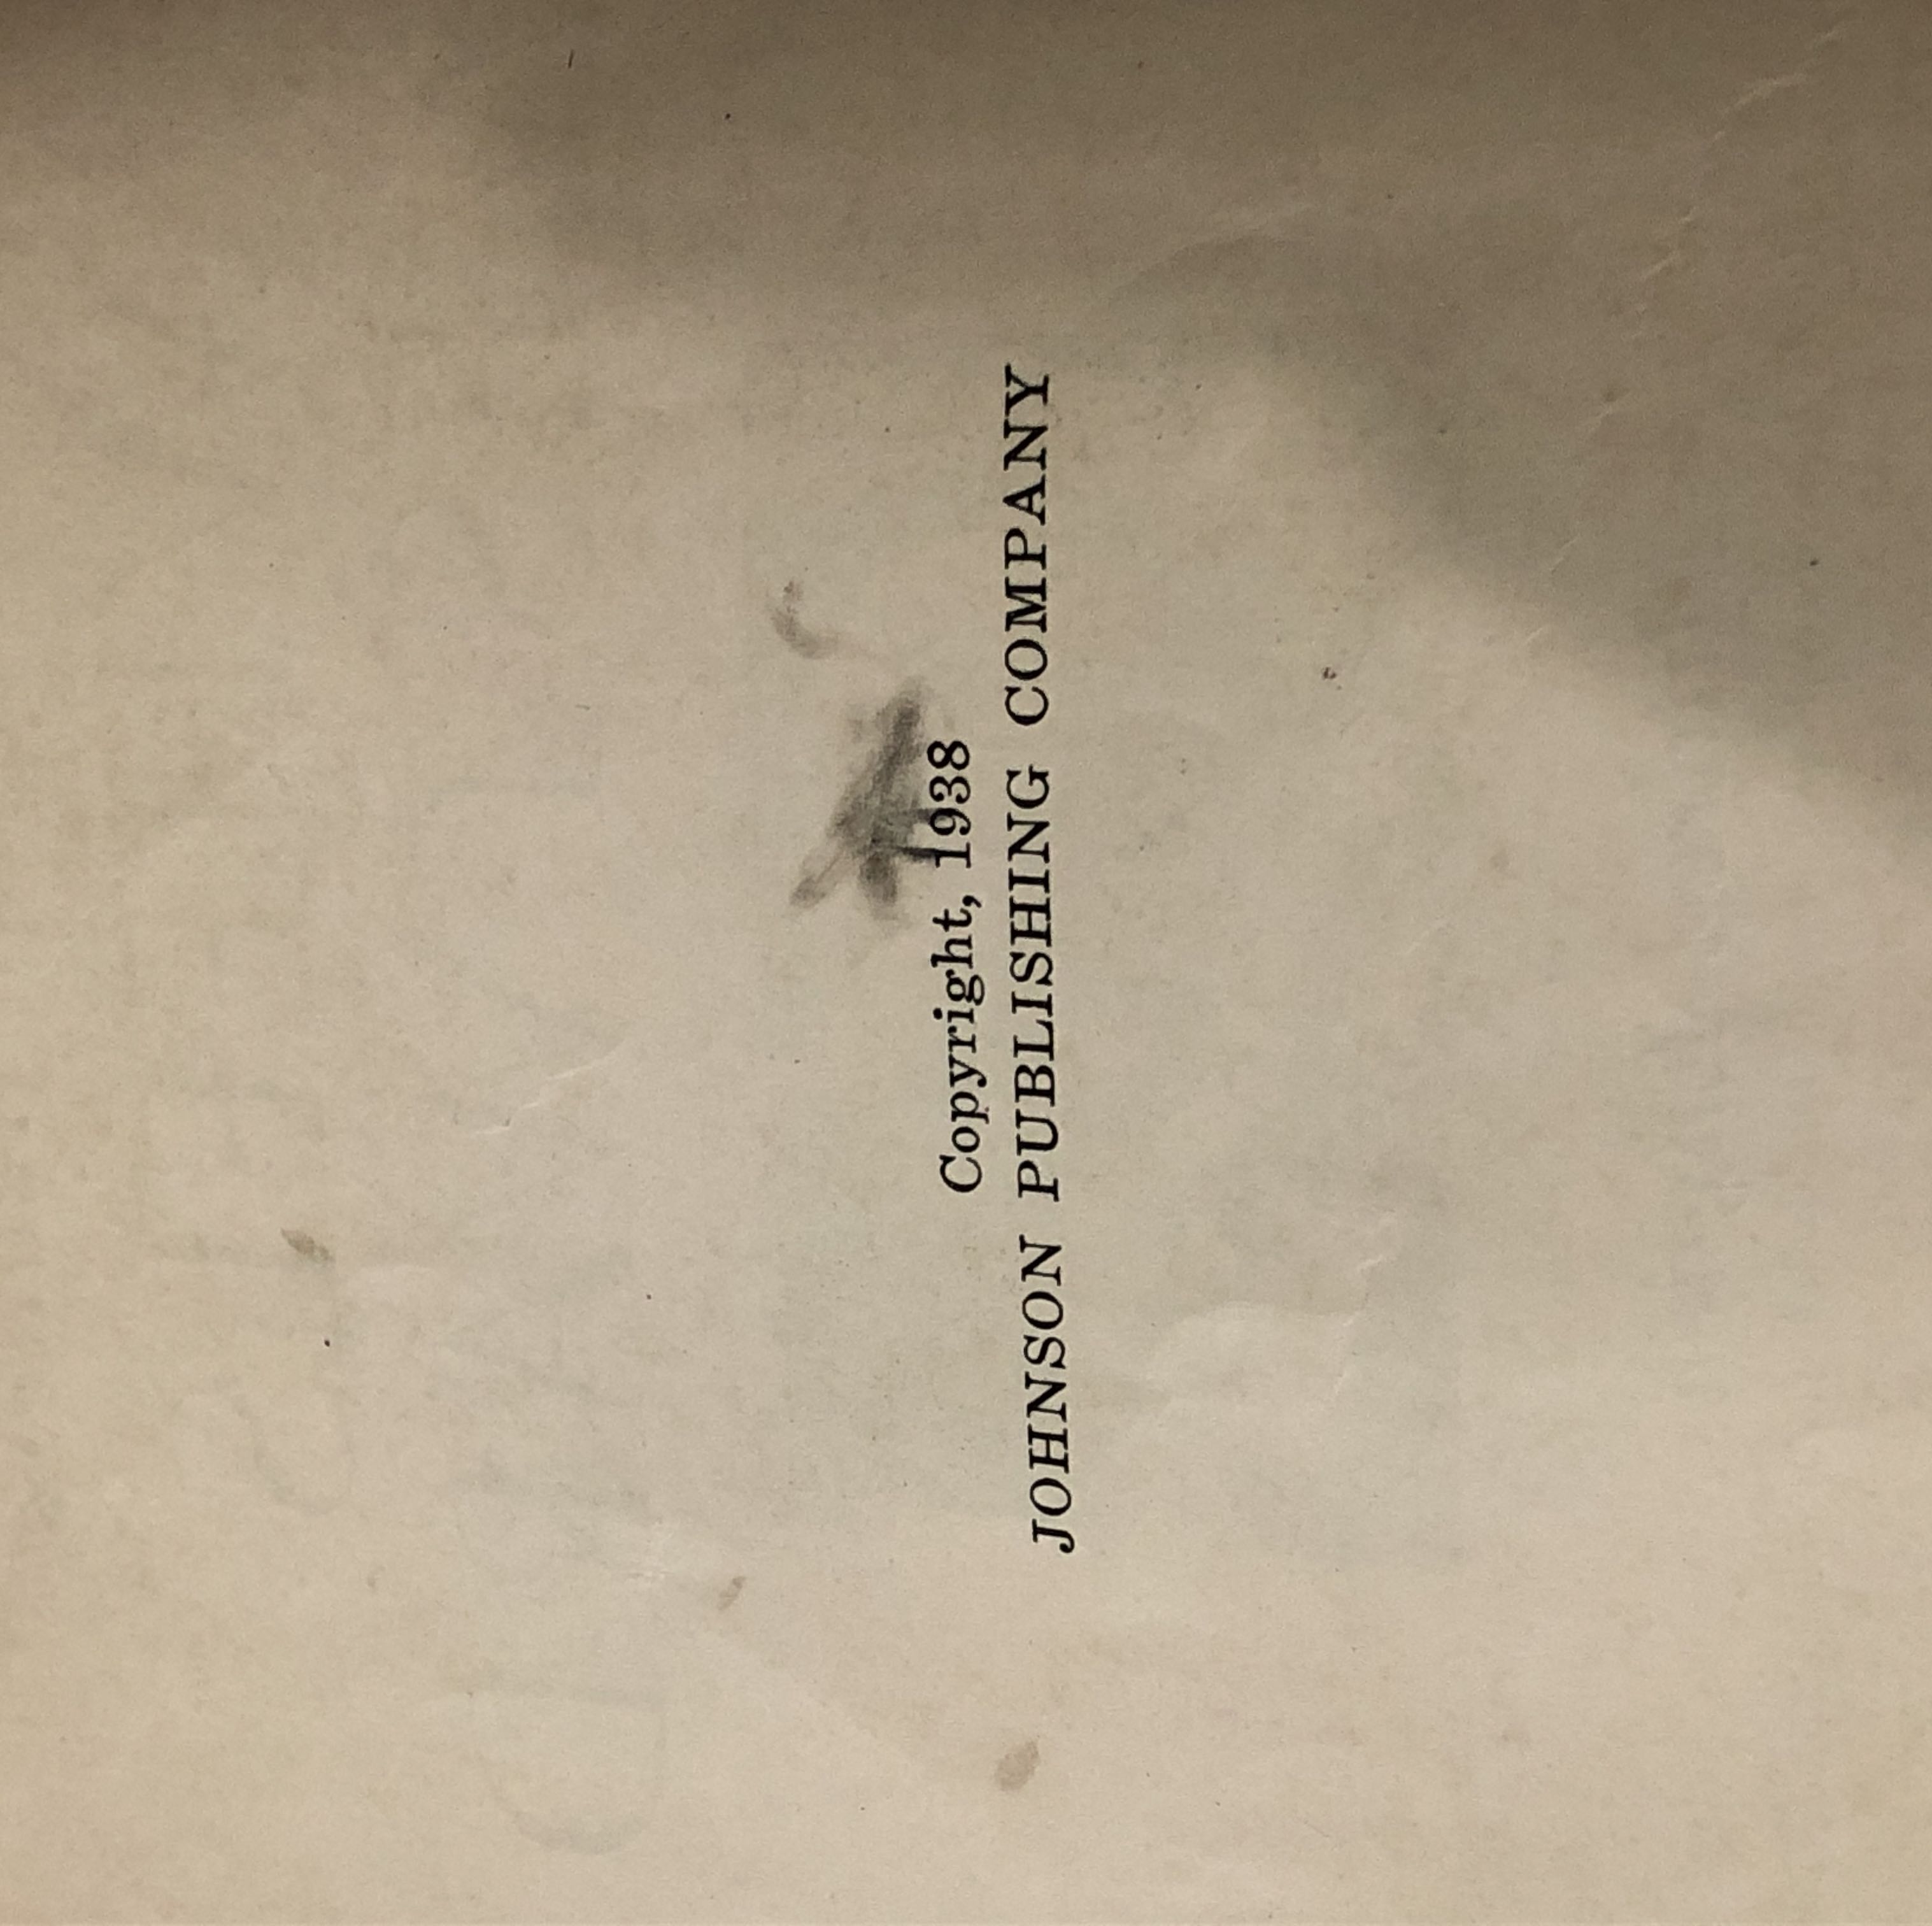 Copyright, 1938
JOHNSON PUBLISHING COMPANY